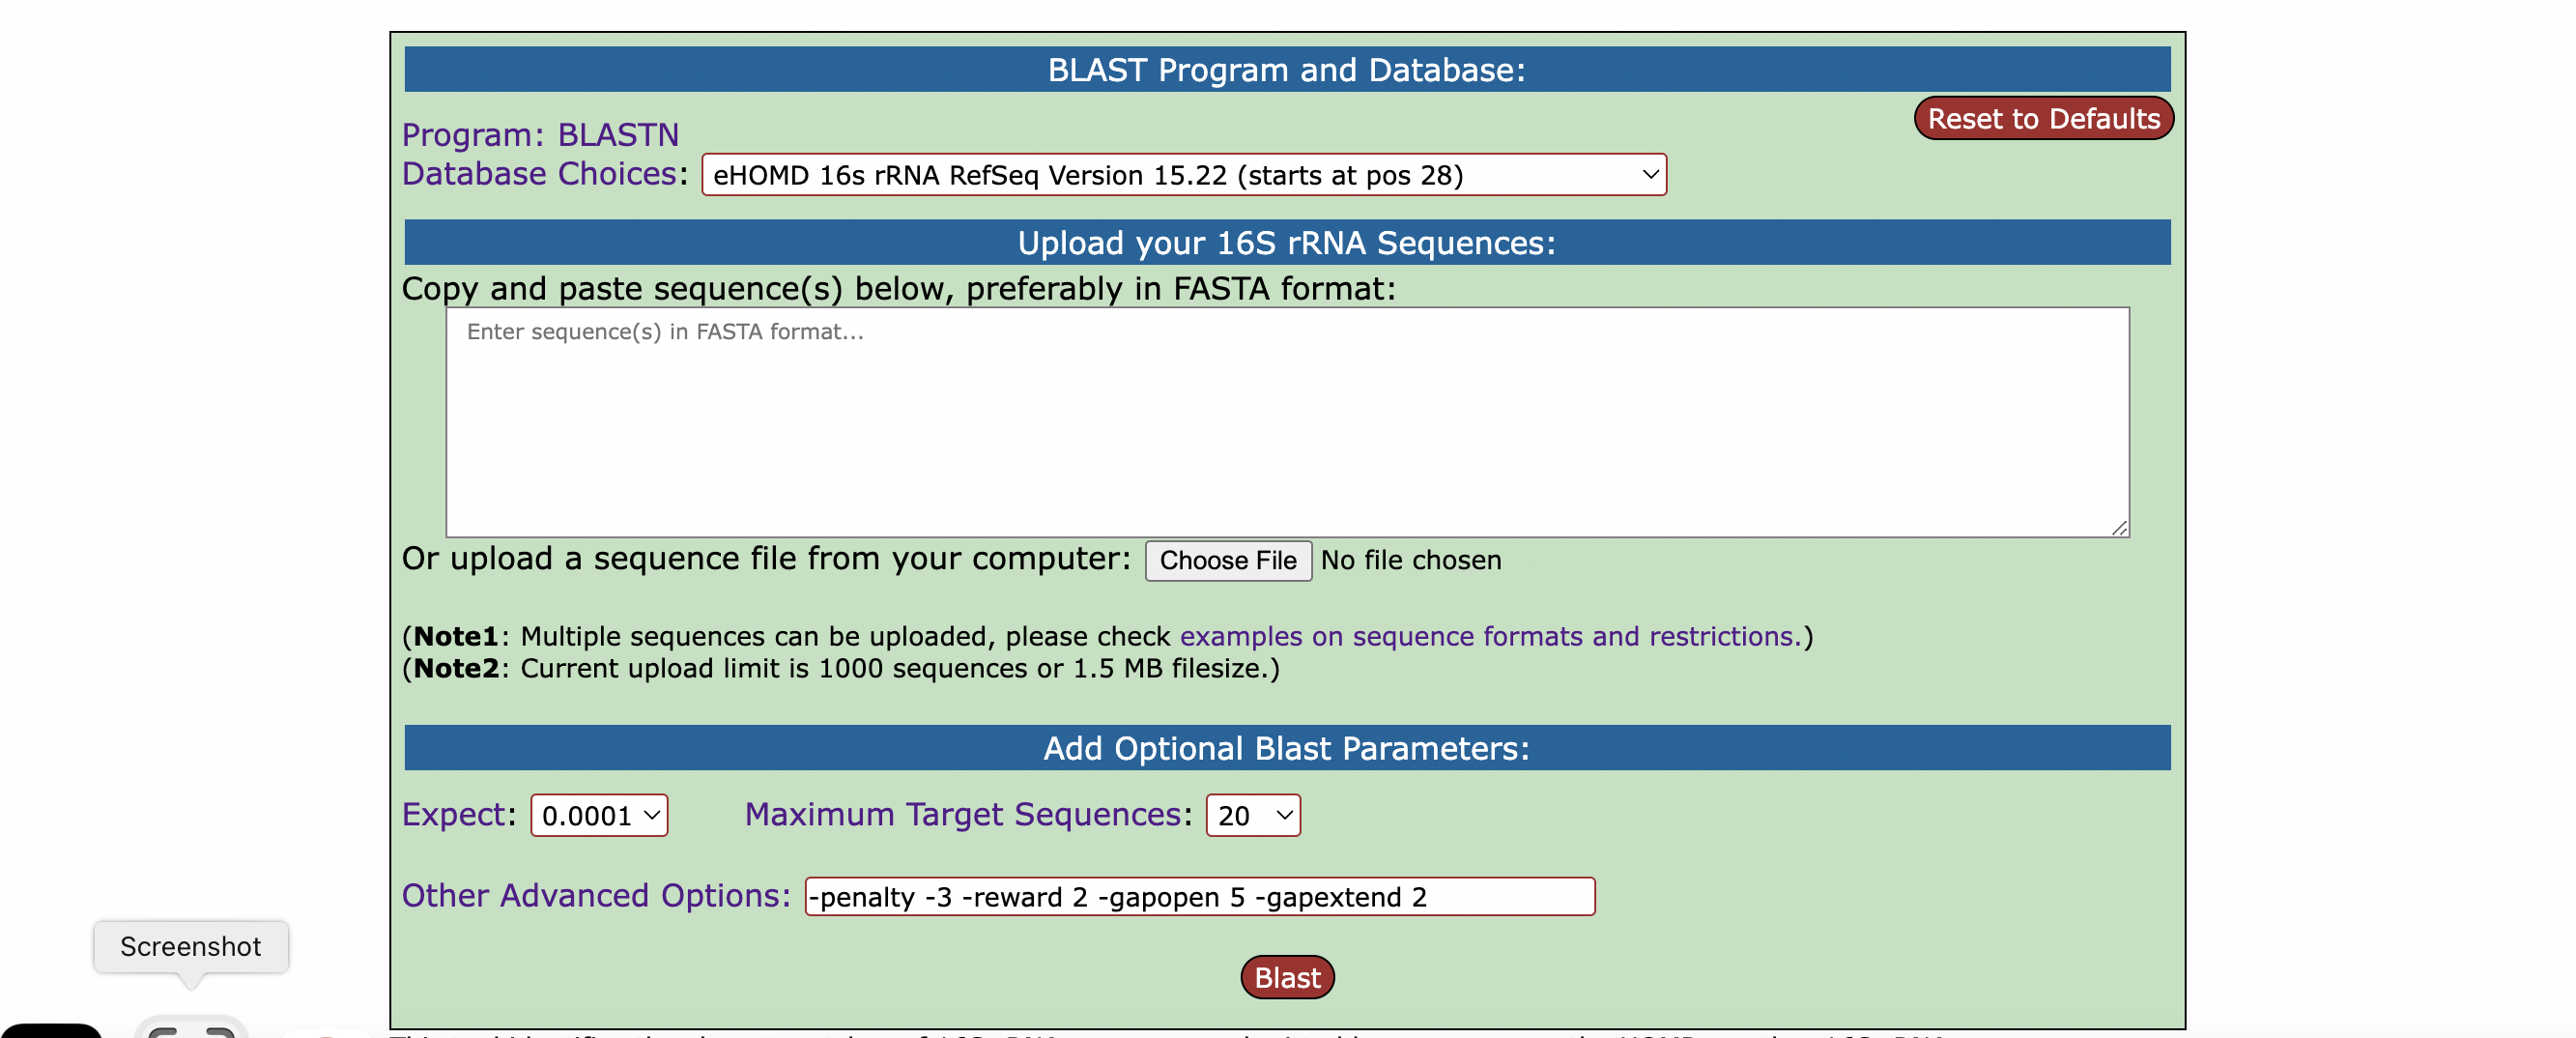 BLAST Program and Database:
Reset to Defaults
Program: BLASTN
Database Choices: eHOMD 16s rRNA RefSeq Version 15.22 (starts at pos 28)
Upload your 16S rRNA Sequences:
Copy and paste sequence(s) below, preferably in FASTA format:
Enter sequence(s) in FASTA format...
Or upload a sequence file from your computer: Choose File No file chosen
(Note1: Multiple sequences can be uploaded, please check examples on sequence formats and restrictions.)
(Note2: Current upload limit is 1000 sequences or 1.5 MB filesize.)
Add Optional Blast Parameters:
Expect: 0.0001 Maximum Target Sequences: 20
Other Advanced Options: -penalty -3 -reward 2 -gapopen 5 -gapextend 2
Screenshot
Blast